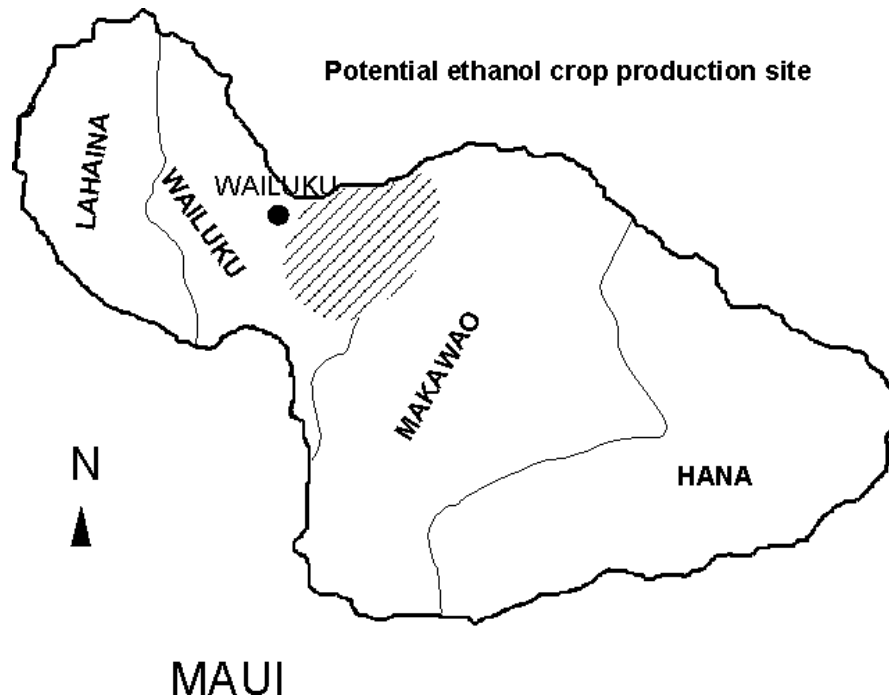 Potential ethanol crop production site
LAHAINA
WAILUKU
WAILUKU
MAKAWAO
HANA
N
MAUI